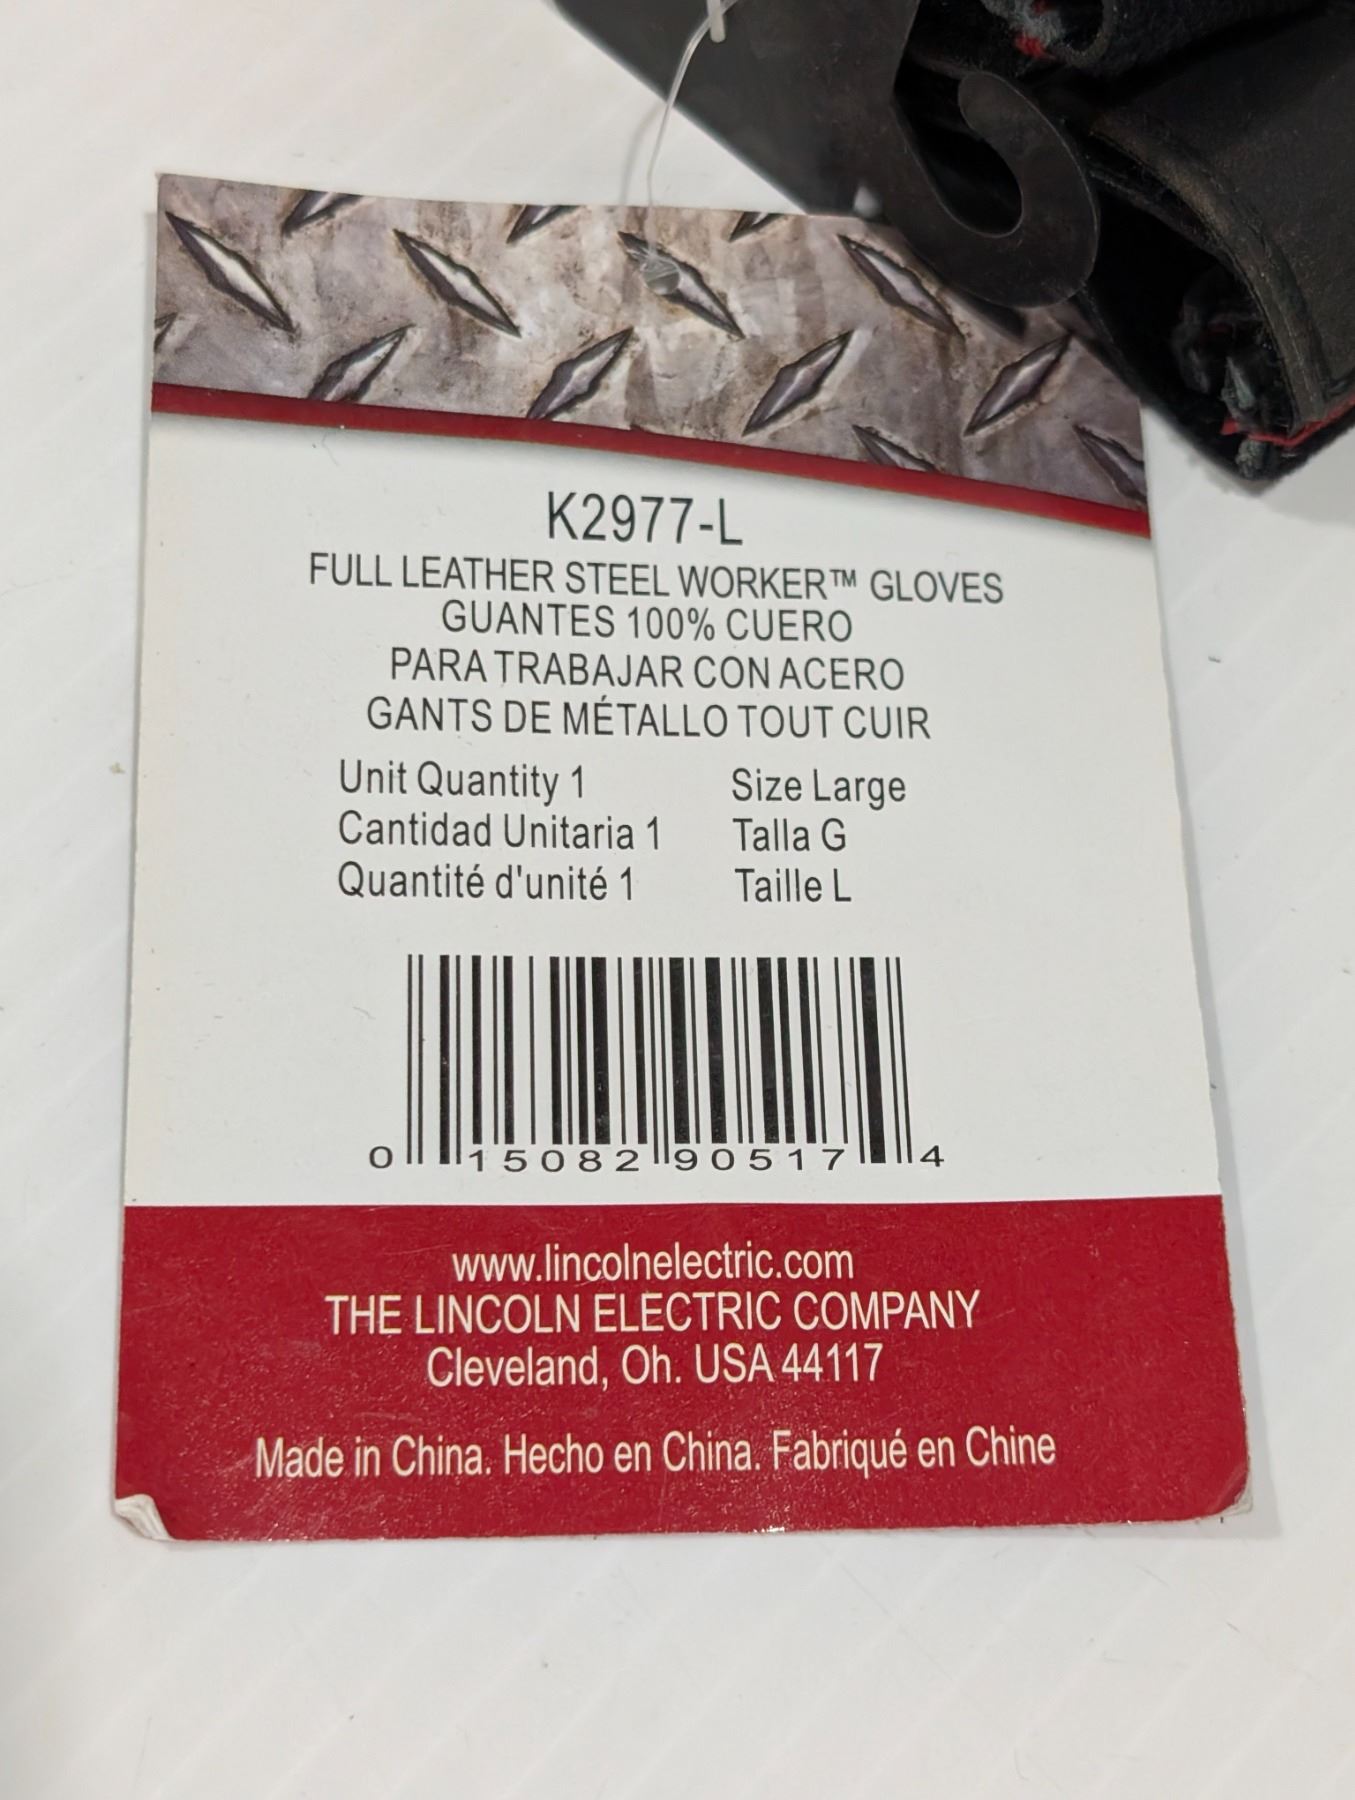 K2977-L
FULL LEATHER STEEL WORKER™ GLOVES
GUANTES 100% CUERO
PARA TRABAJAR CON ACERO
GANTS DE MÉTALLO TOUT CUIR
Unit Quantity 1 Size Large
Cantidad Unitaria 1 Talla G
Quantité d'unité 1 Taille L
0 15082 90517 4
www.lincolnelectric.com
THE LINCOLN ELECTRIC COMPANY
Cleveland, Oh. USA 44117
Made in China. Hecho en China. Fabriqué en Chine